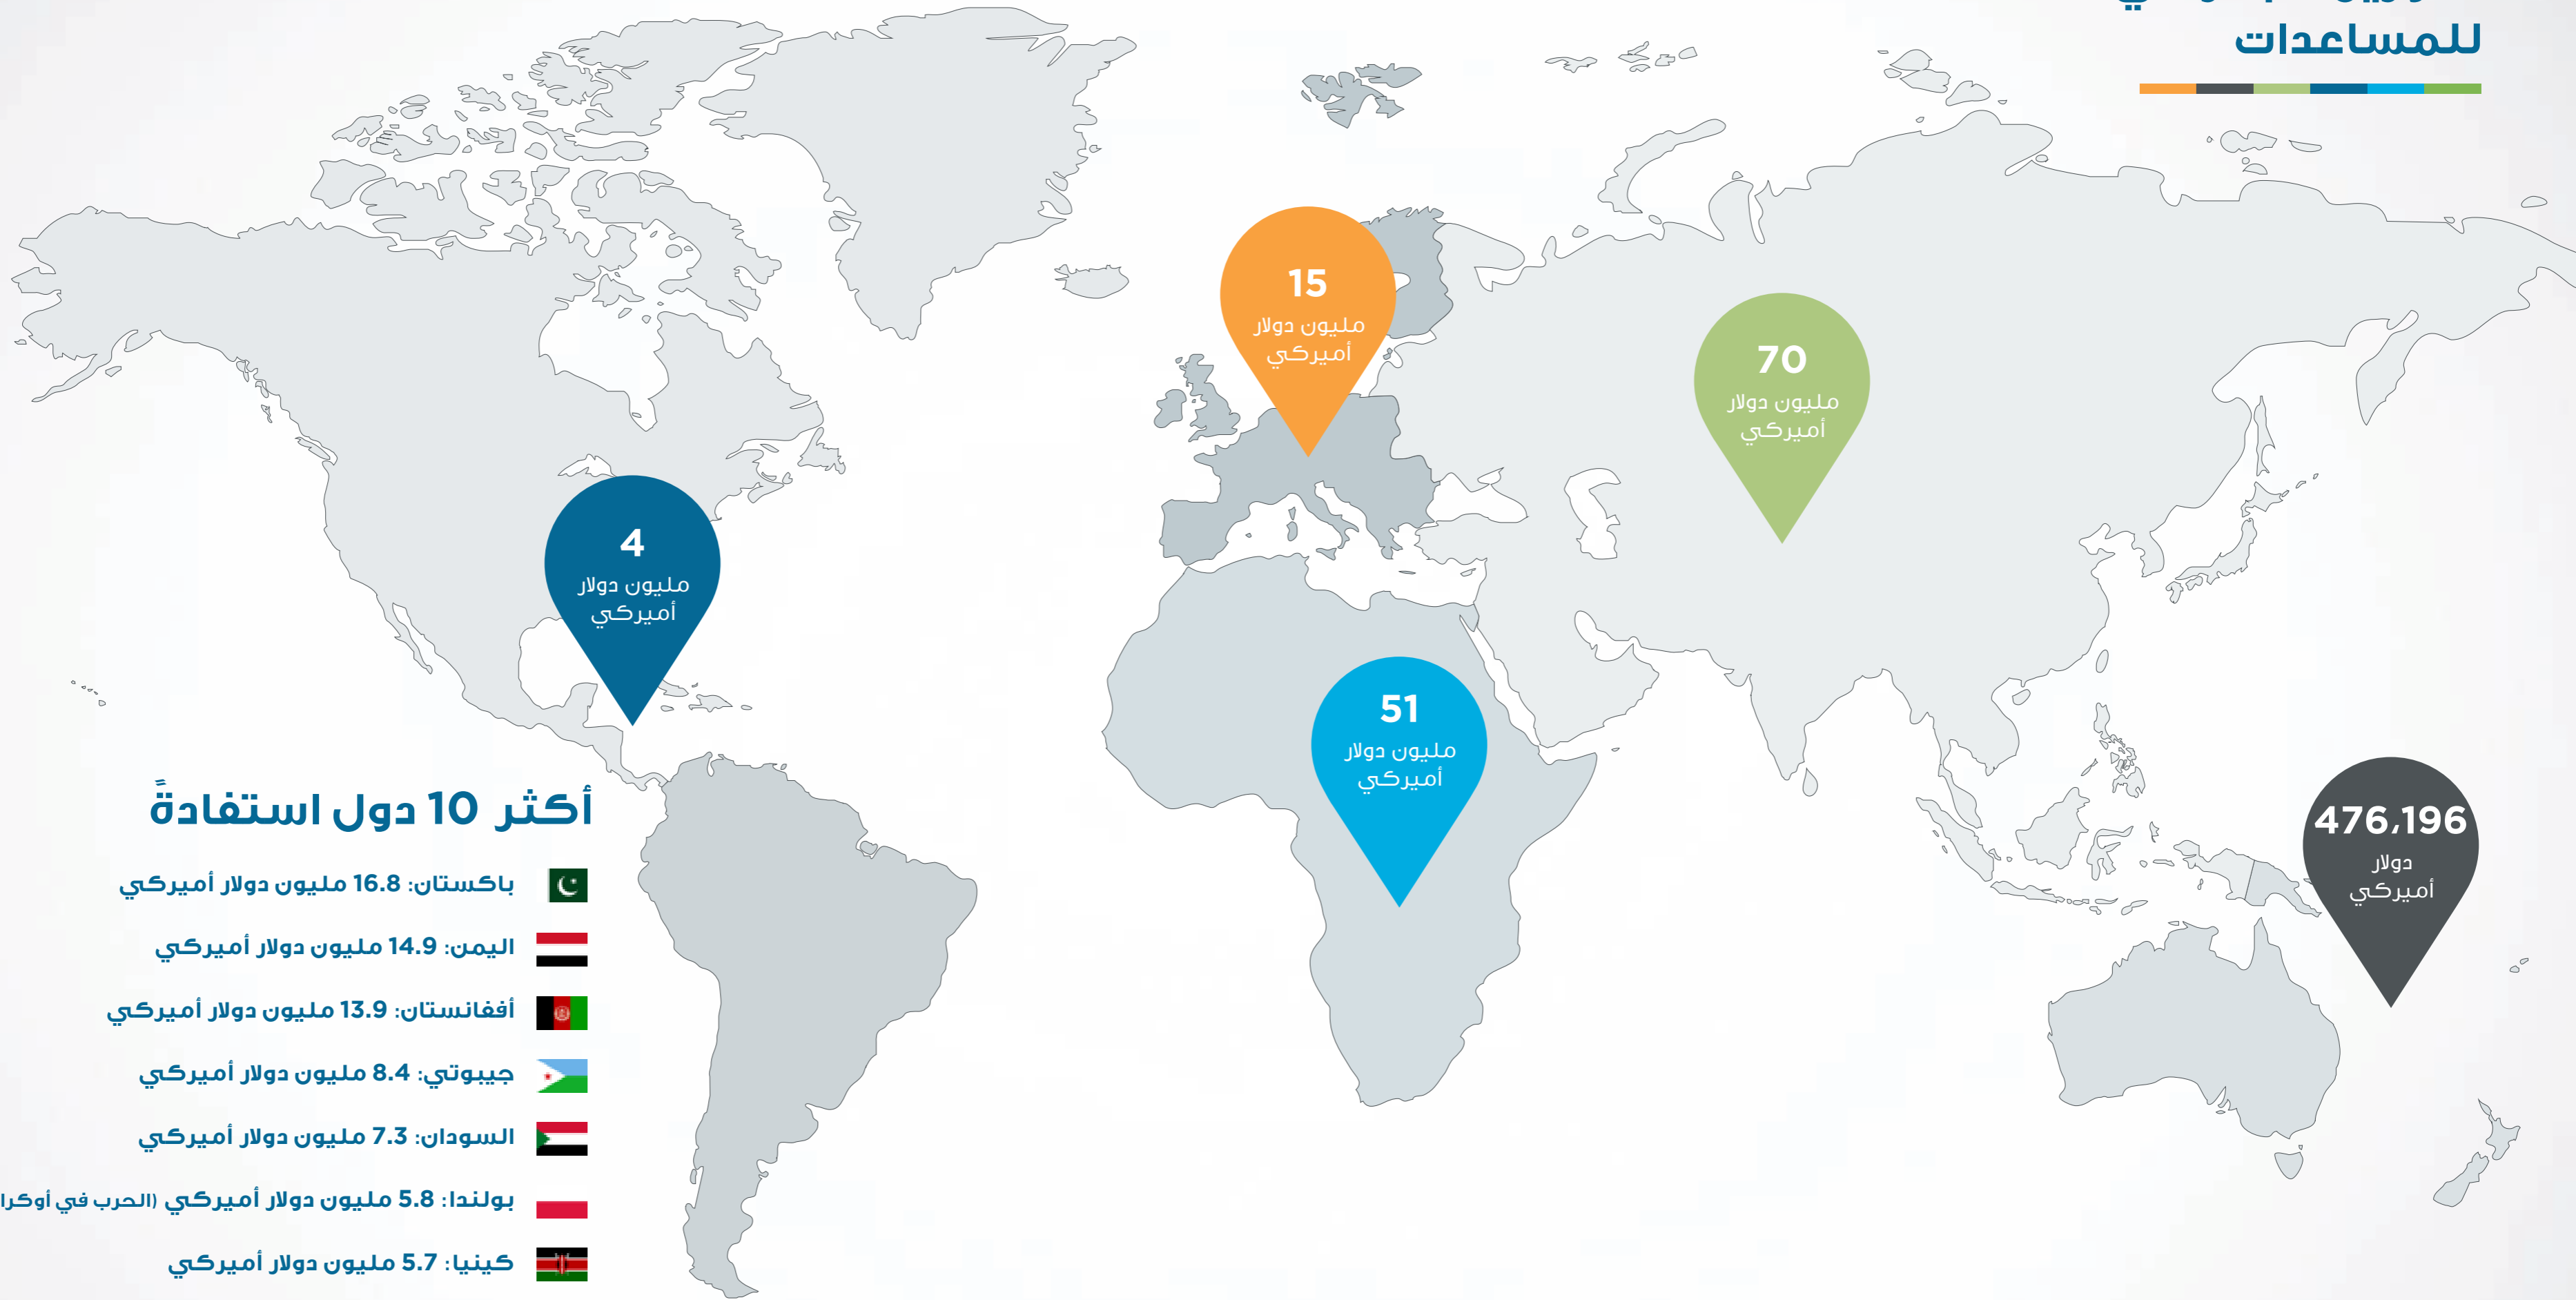 للمساعدات
15
مليون دولار
أميركي
70
مليون دولار
أميركي
4
مليون دولار
أميركي
51
مليون دولار
أميركي
476,196
دولار
أميركي
أكثر 10 دول استفادةً
باكستان: 16.8 مليون دولار أميركي
اليمن: 14.9 مليون دولار أميركي
أفغانستان: 13.9 مليون دولار أميركي
جيبوتي: 8.4 مليون دولار أميركي
السودان: 7.3 مليون دولار أميركي
بولندا: 5.8 مليون دولار أميركي (الحرب في
كينيا: 5.7 مليون دولار أميركي